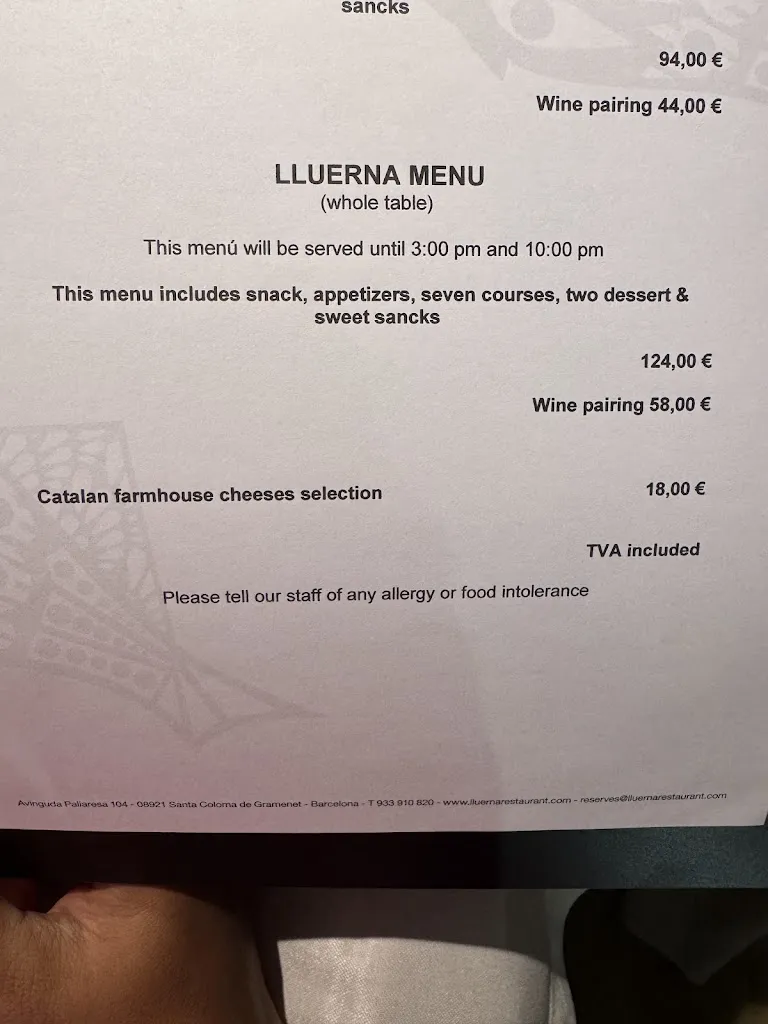 sancks
94,00 €
Wine pairing 44,00 €
LLUERNA MENU
(whole table)
This menú will be served until 3:00 pm and 10:00 pm
This menu includes snack, appetizers, seven courses, two dessert &
sweet sancks
124,00 €
Wine pairing 58,00 €
Catalan farmhouse cheeses selection 18,00 €
TVA included
Please tell our staff of any allergy or food intolerance
Avinguda Pallaresa 104 - 08921 Santa Coloma de Gramenet - Barcelona - T 933 910 820 - www.lluernarestaurant.com - reserves@lluernarestaurant.com